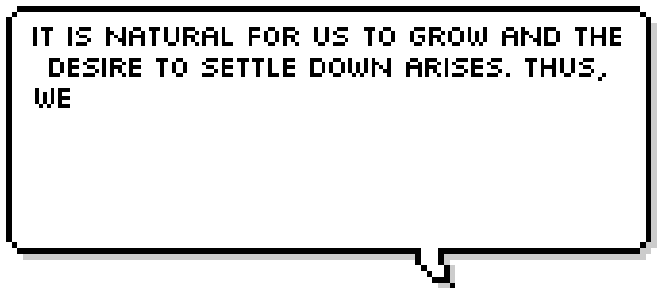 IT IS NATURAL FOR US TO GROW AND THE
DESIRE TO SETTLE DOWN ARISES. THUS,
WE